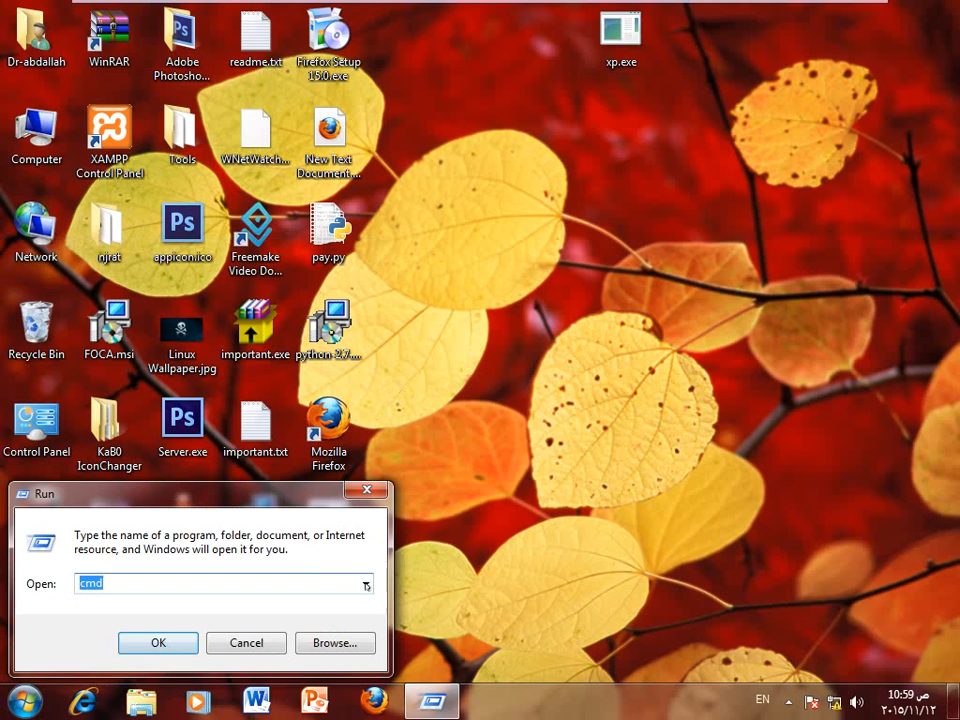 Dr-abdallah
WinRAR
Adobe
Photosho...
readme.txt
Firefox Setup
15.0.exe
xp.exe
Computer
XAMPP
Control Panel
Tools
WNetWatch...
New Text
Document....
Network
njrat
appicon.ico
Freemake
Video Do...
pay.py
Recycle Bin
FOCA.msi
Linux
Wallpaper.jpg
important.exe
python-2.7....
Control Panel
KaB0
IconChanger
Server.exe
important.txt
Mozilla
Firefox
Run
Type the name of a program, folder, document, or Internet
resource, and Windows will open it for you.
Open:
cmd
OK
Cancel
Browse...
EN
10:59 ص
٢٠١٥/١١/١٢